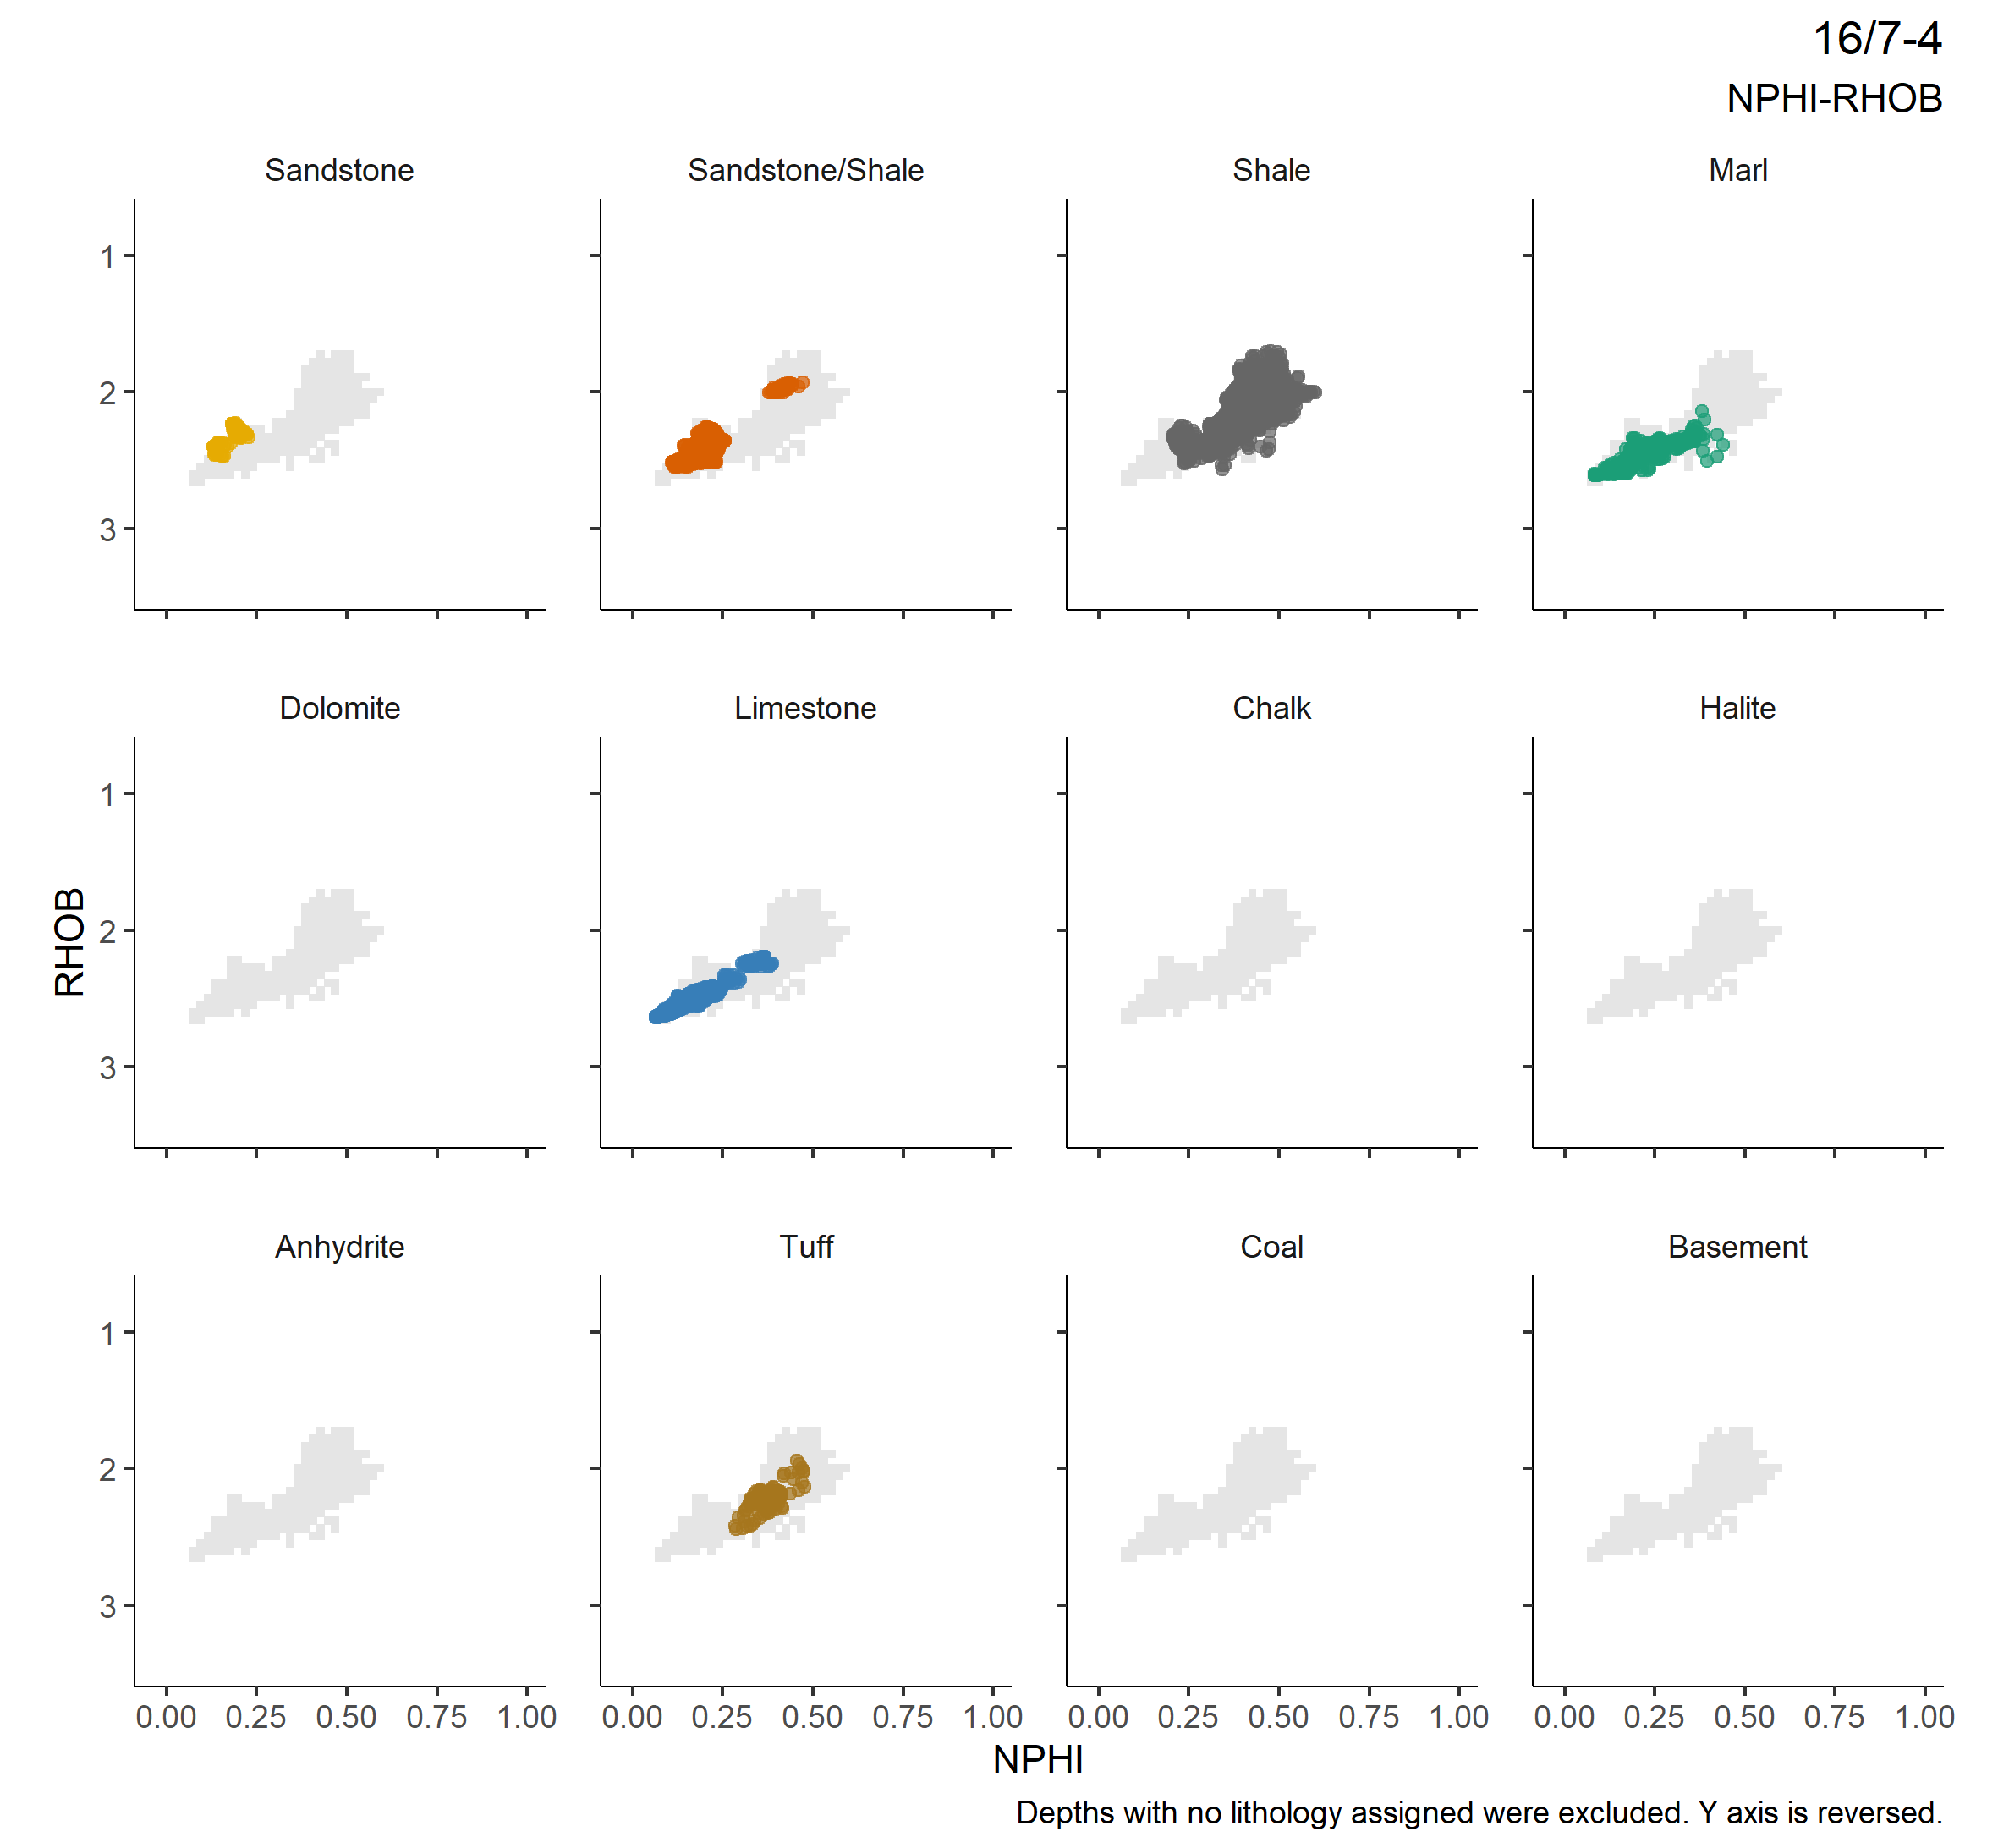 16/7-4
NPHI-RHOB
Sandstone Sandstone/Shale Shale Marl
1
2
3
Dolomite Limestone Chalk Halite
1
2
3
RHOB
Anhydrite Tuff Coal Basement
1
2
3
0.00 0.25 0.50 0.75 1.00 0.00 0.25 0.50 0.75 1.00 0.00 0.25 0.50 0.75 1.00 0.00 0.25 0.50 0.75 1.00
NPHI
Depths with no lithology assigned were excluded. Y axis is reversed.